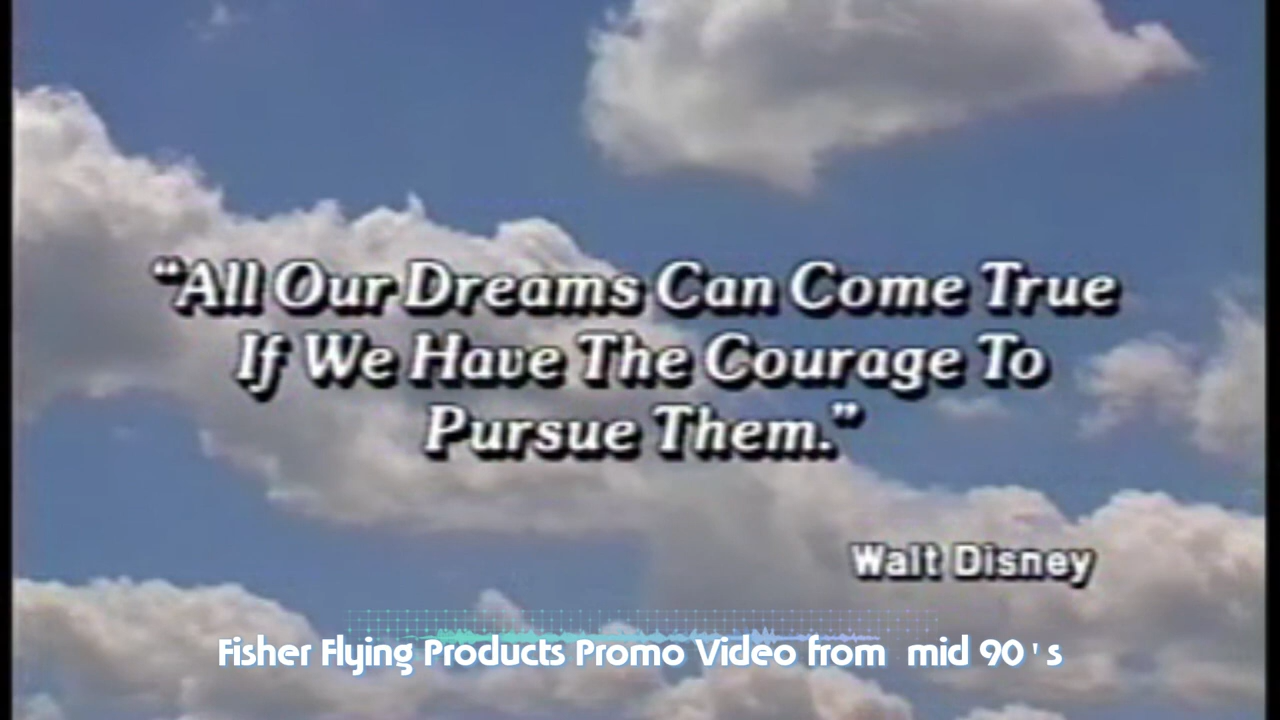 “All Our Dreams Can Come True
If We Have The Courage To
Pursue Them.”
Walt Disney
Fisher Flying Products Promo Video from mid 90's